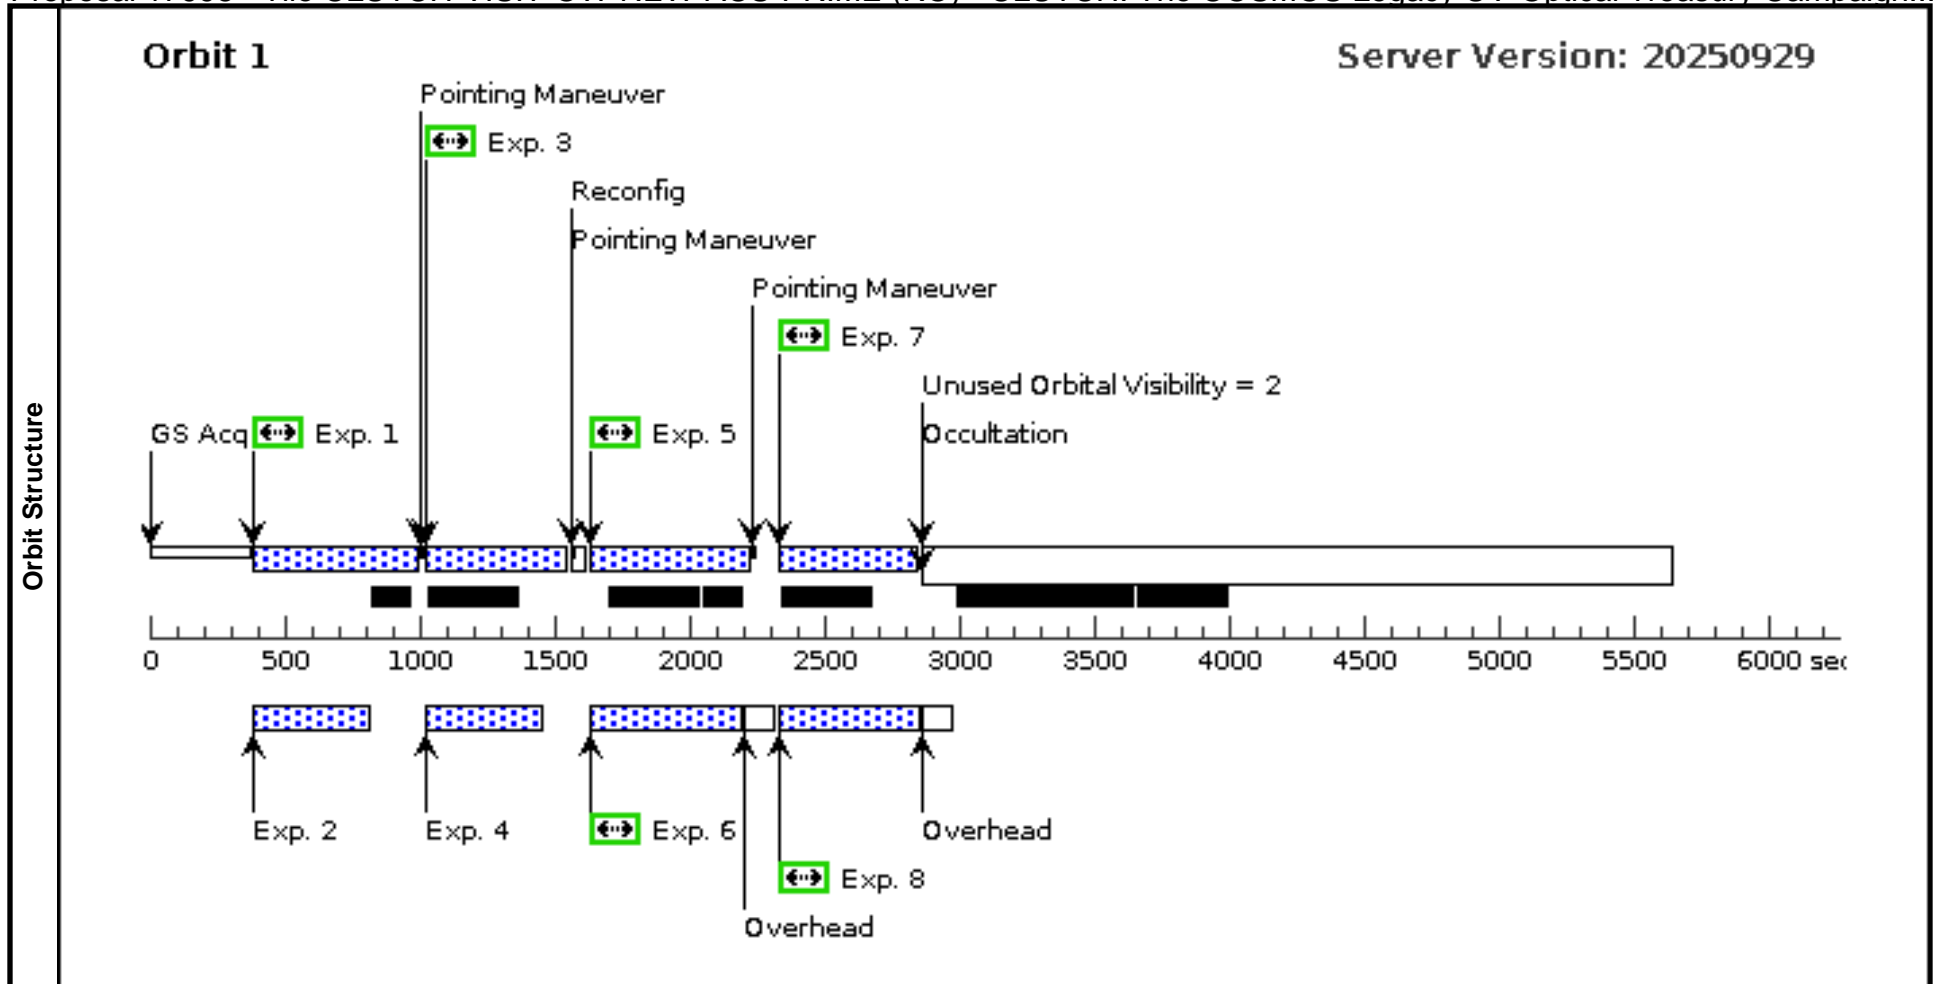 Orbit 1
Server Version: 20250929
Pointing Maneuver
Exp. 3
Reconfig
Pointing Maneuver
Pointing Maneuver
Exp. 7
Unused Orbital Visibility = 2
GS Acq
Exp. 1
Exp. 5
Occultation
Orbit Structure
0 500 1000 1500 2000 2500 3000 3500 4000 4500 5000 5500 6000
Exp. 2
Exp. 4
Exp. 6
Overhead
Exp. 8
Overhead